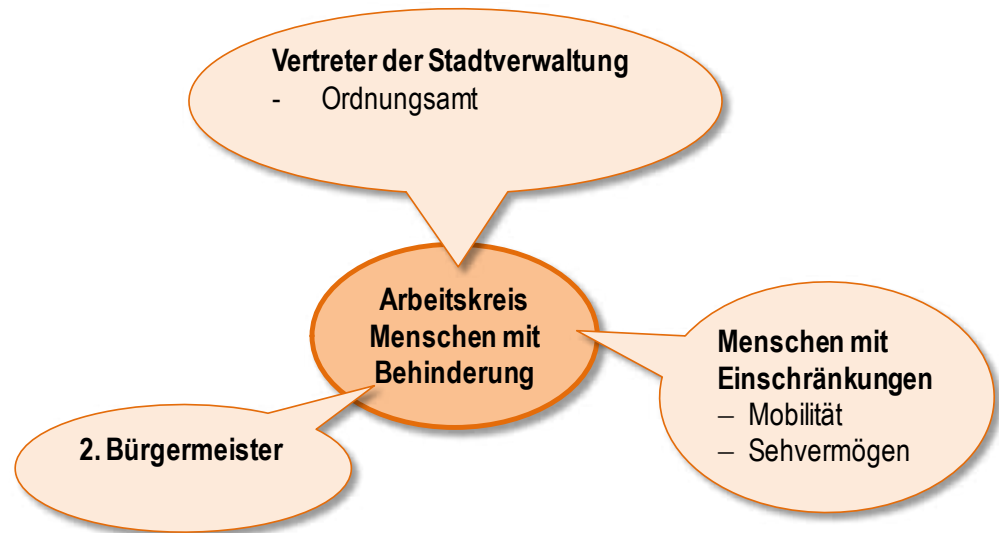 Vertreter der Stadtverwaltung
- Ordnungsamt
Arbeitskreis
Menschen mit
Behinderung
Menschen mit
Einschränkungen
– Mobilität
– Sehvermögen
2. Bürgermeister